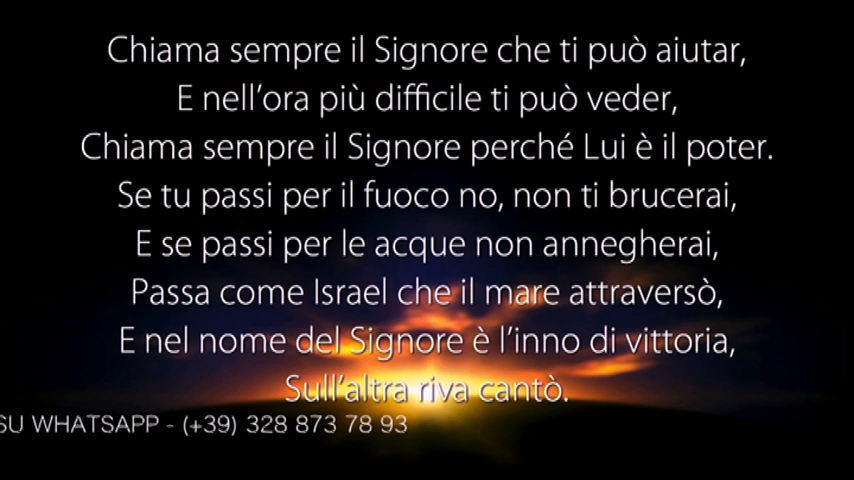 Chiama sempre il Signore che ti può aiutar,
E nell’ora più difficile ti può veder,
Chiama sempre il Signore perché Lui è il poter.
Se tu passi per il fuoco no, non ti brucerai,
E se passi per le acque non annegherai,
Passa come Israel che il mare attraversò,
E nel nome del Signore è l’inno di vittoria,
Sull’altra riva cantò.
SU WHATSAPP - (+39) 328 873 78 93